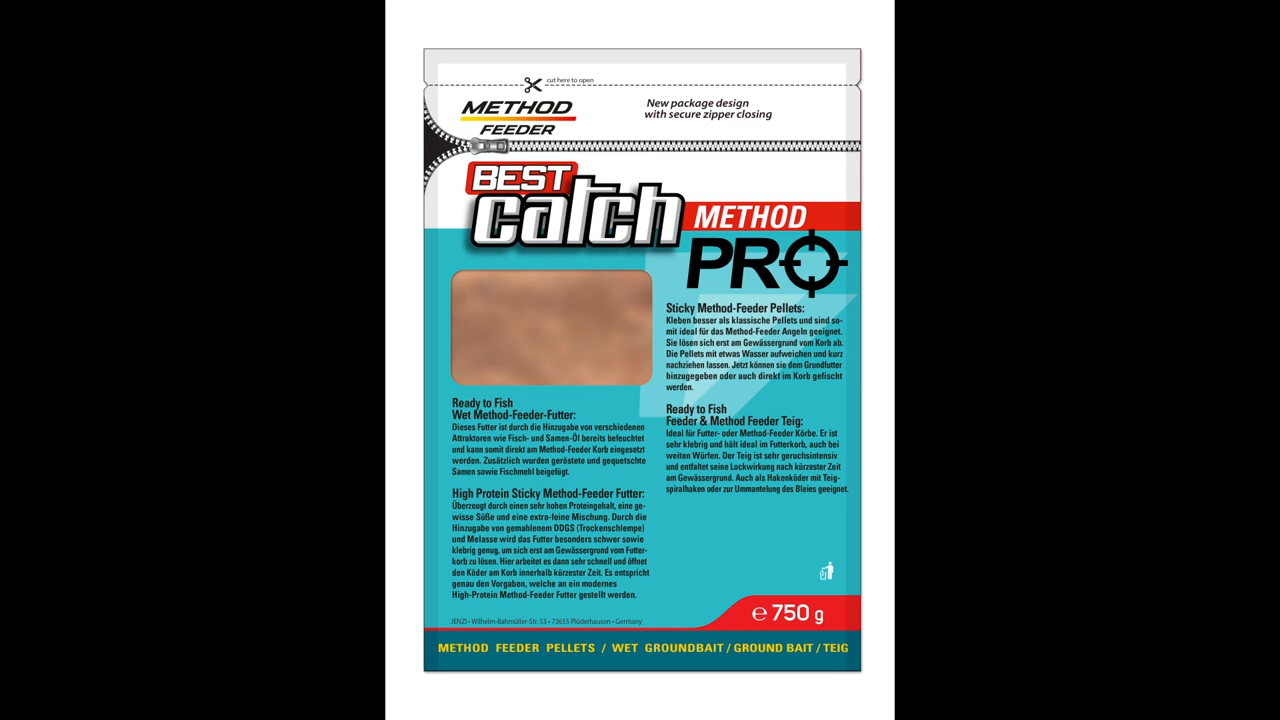 cut here to open
METHOD
FEEDER
New package design
with secure zipper closing
BEST
catch
METHOD
PRO
Sticky Method-Feeder Pellets:
Kleben besser als klassische Pellets und sind so-
mit ideal für das Method-Feeder Angeln geeignet.
Sie lösen sich erst am Gewässergrund vom Korb ab.
Die Pellets mit etwas Wasser aufweichen und kurz
nachziehen lassen. Jetzt können sie dem Grundfutter
hinzugegeben oder auch direkt im Korb gefischt
werden.
Ready to Fish
Wet Method-Feeder-Futter:
Dieses Futter ist durch die Hinzugabe von verschiedenen
Attraktoren wie Fisch- und Samen-Öl bereits befeuchtet
und kann somit direkt am Method-Feeder Korb eingesetzt
werden. Zusätzlich wurden geröstete und gequetschte
Samen sowie Fischmehl beigefügt.
Ready to Fish
Feeder & Method Feeder Teig:
Ideal für Futter- oder Method-Feeder Körbe. Er ist
sehr klebrig und hält ideal im Futterkorb, auch bei
weiten Würfen. Der Teig ist sehr geruchsintensiv
und entfaltet seine Lockwirkung nach kürzester Zeit
am Gewässergrund. Auch als Hakenköder mit Teig-
spiralhaken oder zur Ummantelung des Bleies geeignet.
High Protein Sticky Method-Feeder Futter:
Überzeugt durch einen sehr hohen Proteingehalt, eine ge-
wisse Süße und eine extra-feine Mischung. Durch die
Hinzugabe von gemahlenem DDGS (Trockenschlempe)
und Melasse wird das Futter besonders schwer sowie
klebrig genug, um sich erst am Gewässergrund vom Futter-
korb zu lösen. Hier arbeitet es dann sehr schnell und öffnet
den Köder am Korb innerhalb kürzester Zeit. Es entspricht
genau den Vorgaben, welche an ein modernes
High-Protein Method-Feeder Futter gestellt werden.
JENZI • Wilhelm-Bahmüller-Str. 53 • 73655 Plüderhausen • Germany
℮ 750 g
METHOD FEEDER PELLETS / WET GROUNDBAIT / GROUND BAIT / TEIG